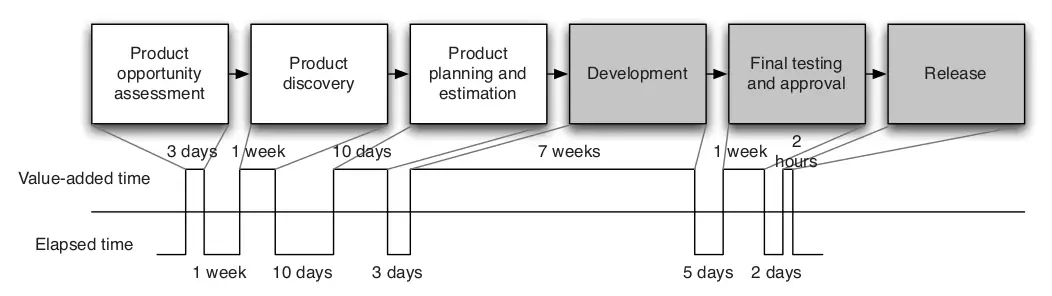 Product
opportunity
assessment
Product
discovery
Product
planning and
estimation
Development
Final testing
and approval
Release
3 days
1 week
10 days
7 weeks
1 week
2
hours
Value-added time
Elapsed time
1 week
10 days
3 days
5 days
2 days